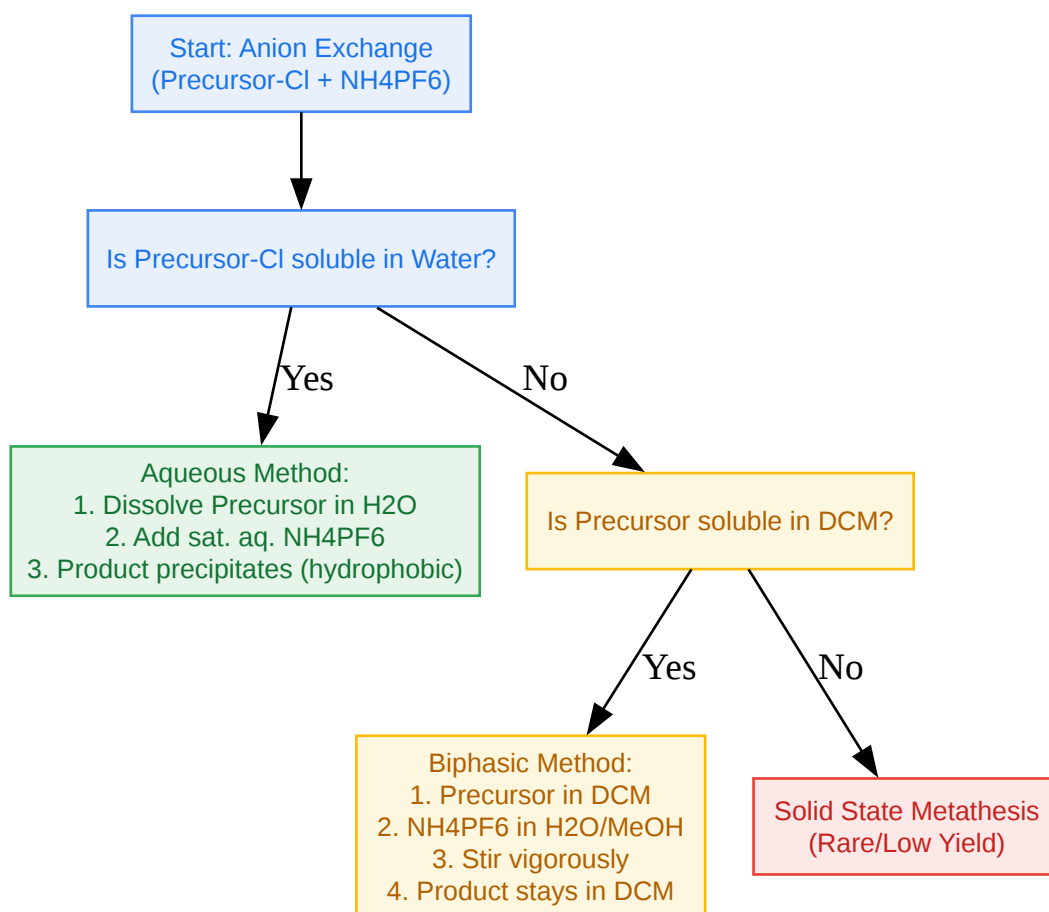 Start: Anion Exchange
(Precursor-Cl + NH4PF6)
Is Precursor-Cl soluble in Water?
Yes
No
Aqueous Method:
1. Dissolve Precursor in H2O
2. Add sat. aq. NH4PF6
3. Product precipitates (hydrophobic)
Is Precursor soluble in DCM?
Yes
No
Biphasic Method:
1. Precursor in DCM
2. NH4PF6 in H2O/MeOH
3. Stir vigorously
4. Product stays in DCM
Solid State Metathesis
(Rare/Low Yield)